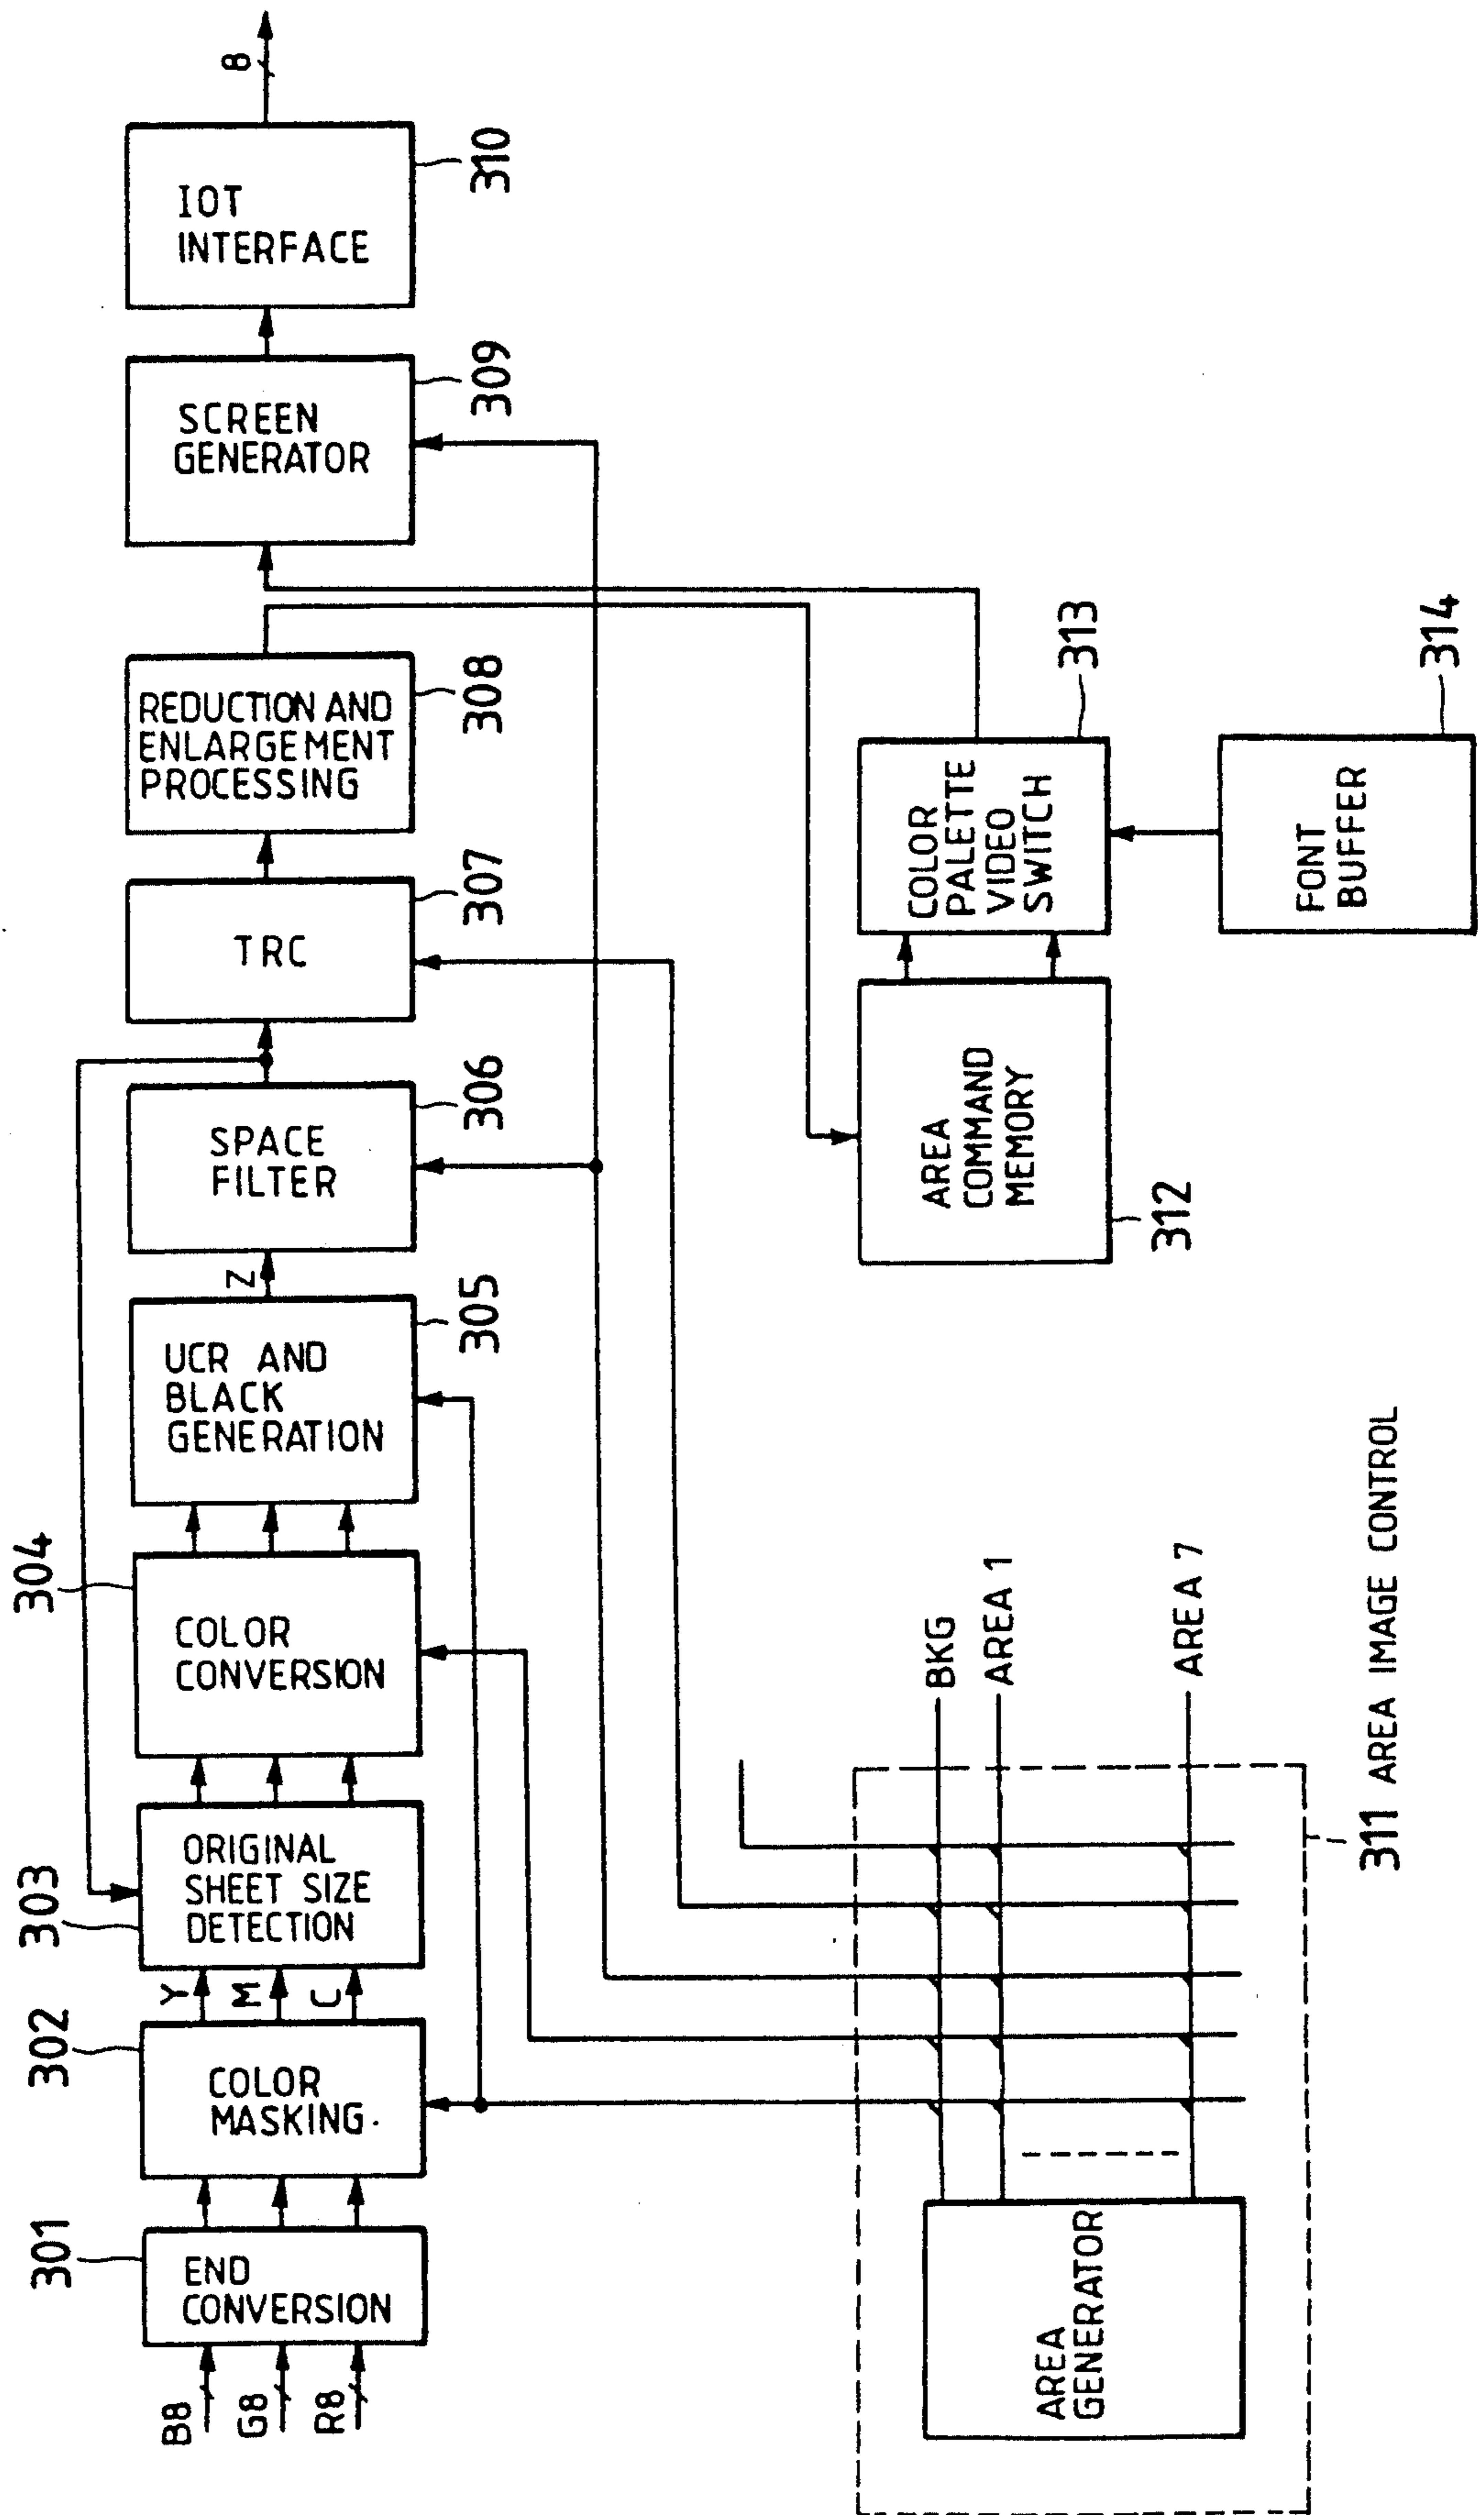 B8
G8
R8
301
END
CONVERSION
302
COLOR
MASKING.
Y
M
C
303
ORIGINAL
SHEET SIZE
DETECTION
304
COLOR
CONVERSION
305
UCR AND
BLACK
GENERATION
Z
306
SPACE
FILTER
307
TRC
308
REDUCTION AND
ENLARGEMENT
PROCESSING
309
SCREEN
GENERATOR
310
IOT
INTERFACE
8
AREA
GENERATOR
BKG
AREA 1
AREA 7
311 AREA IMAGE CONTROL
312
AREA
COMMAND
MEMORY
313
COLOR
PALETTE
VIDEO
SWITCH
314
FONT
BUFFER